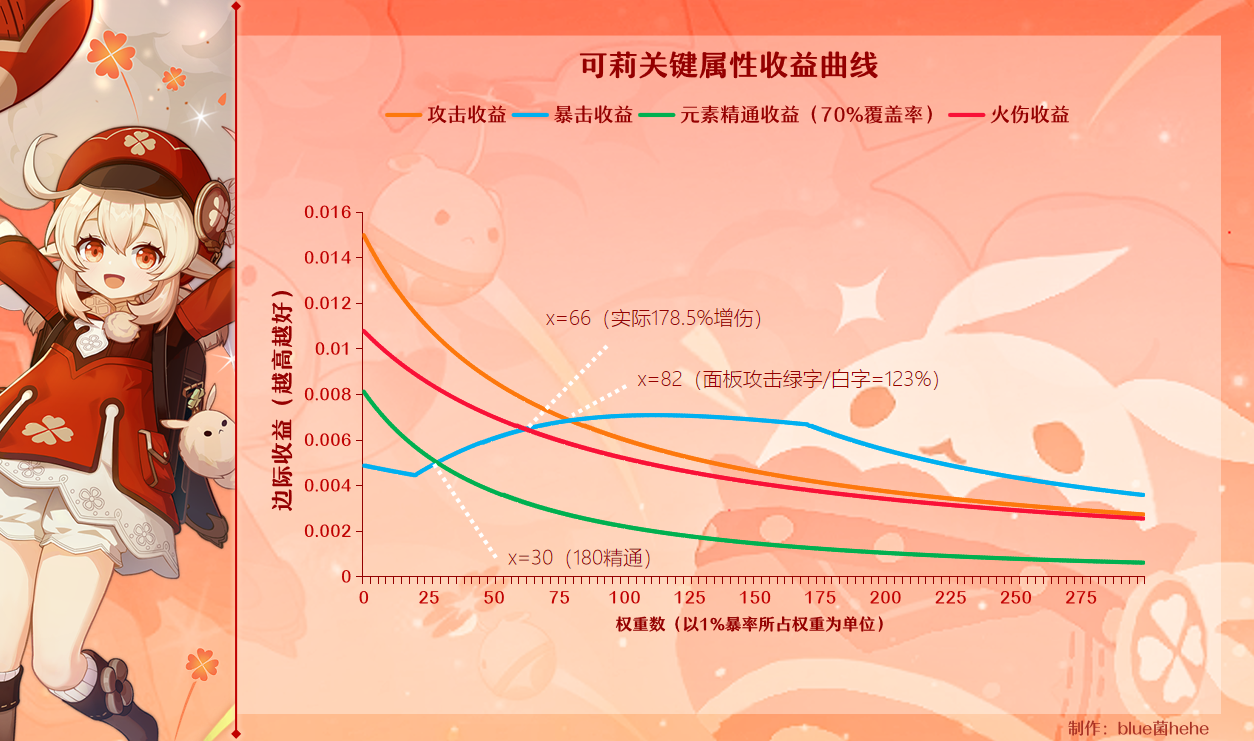 可莉关键属性收益曲线
攻击收益 暴击收益 元素精通收益（70%覆盖率） 火伤收益
边际收益（越高越好）
0.016
0.014
0.012
0.01
0.008
0.006
0.004
0.002
0
x=66（实际178.5%增伤）
x=82（面板攻击绿字/白字=123%）
x=30（180精通）
0 25 50 75 100 125 150 175 200 225 250 275
权重数（以1%暴率所占权重为单位）
制作：blue菌hehe